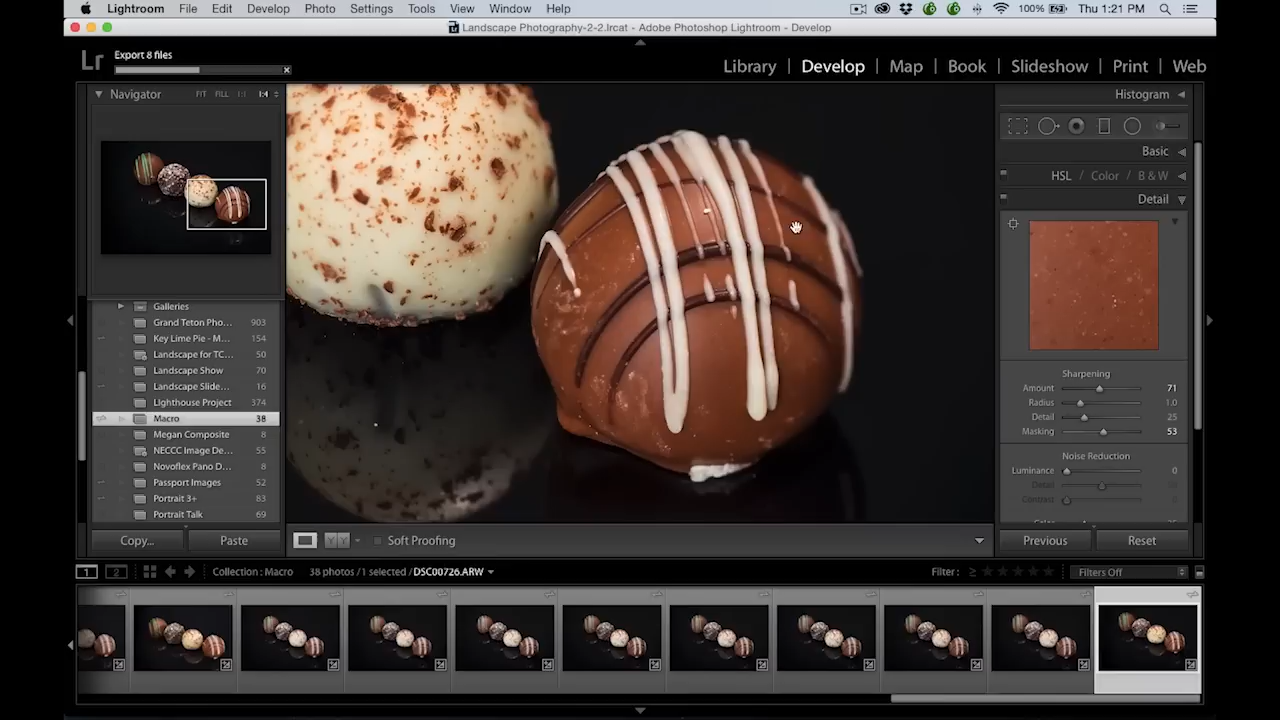 Lightroom File Edit Develop Photo Settings Tools View Window Help 100% Thu 1:21 PM
Landscape Photography-2-2.lrcat - Adobe Photoshop Lightroom - Develop
Lr Export 8 files
Library | Develop | Map | Book | Slideshow | Print | Web
Navigator FIT FILL 1:1
Histogram
Basic
HSL / Color / B & W
Detail
Galleries
Grand Teton Pho... 903
Key Lime Pie - M... 154
Landscape for TC... 50
Landscape Show 70
Landscape Slide... 16
Lighthouse Project 374
Macro 38
Megan Composite 8
NECCC Image De... 55
Novoflex Pano D... 8
Passport Images 52
Portrait 3+ 83
Portrait Talk 69
Sharpening
Amount 71
Radius 1.0
Detail 25
Masking 53
Noise Reduction
Luminance 0
Detail
Contrast
Copy... Paste
Y Y Soft Proofing
Previous Reset
1 2 Collection : Macro 38 photos / 1 selected / DSC00726.ARW
Filter : ≥ ★★★★★ Filters Off